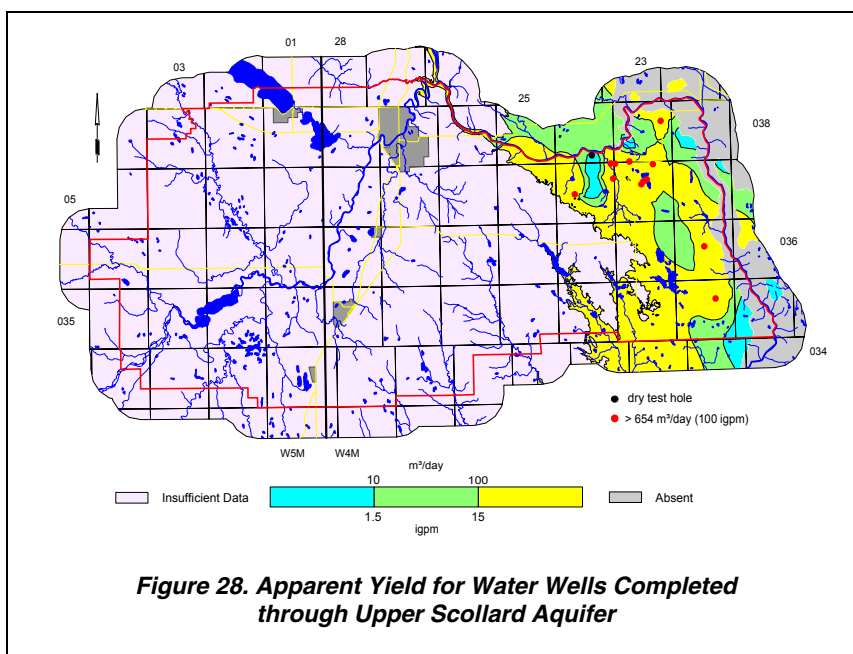 01
28
03
23
25
038
05
036
035
034
dry test hole
> 654 m³/day (100 igpm)
W5M
W4M
m³/day
10
100
Insufficient Data
Absent
1.5
15
igpm
Figure 28. Apparent Yield for Water Wells Completed
through Upper Scollard Aquifer